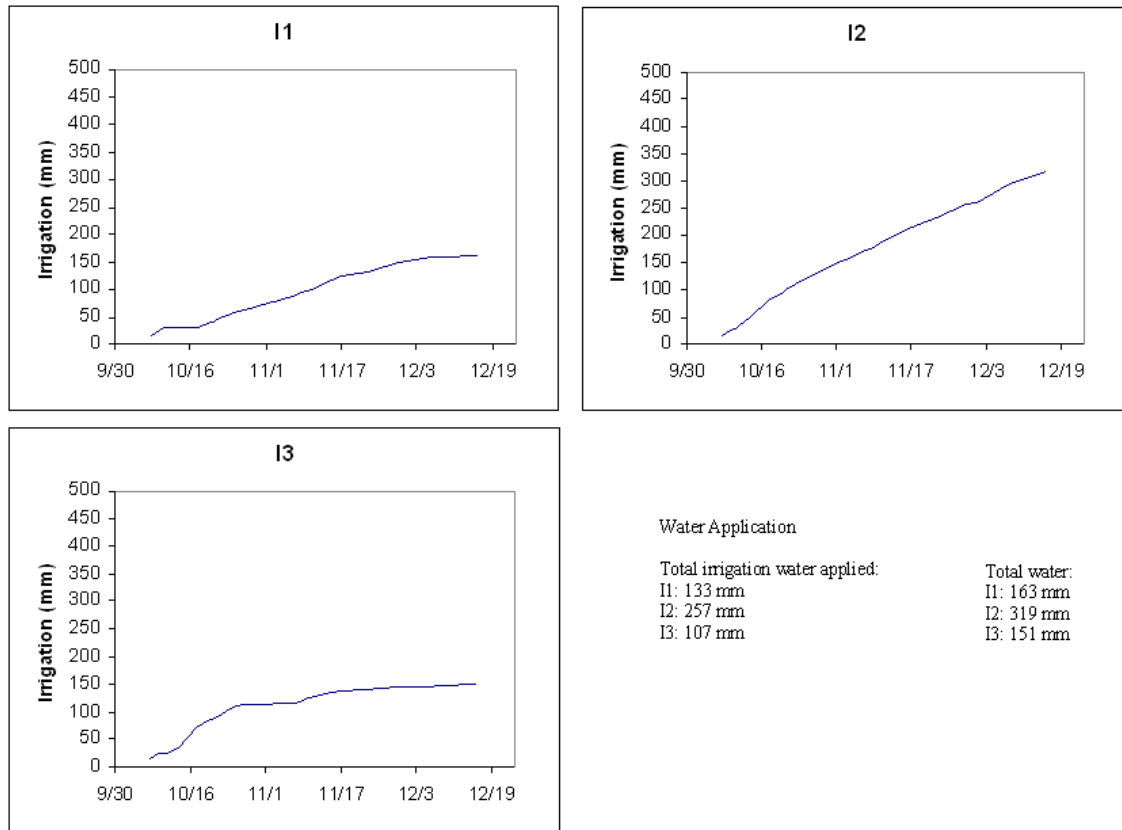 I1
500
450
400
350
300
250
200
150
100
50
0
Irrigation (mm)
9/30 10/16 11/1 11/17 12/3 12/19
I2
500
450
400
350
300
250
200
150
100
50
0
Irrigation (mm)
9/30 10/16 11/1 11/17 12/3 12/19
I3
500
450
400
350
300
250
200
150
100
50
0
Irrigation (mm)
9/30 10/16 11/1 11/17 12/3 12/19
Water Application
Total irrigation water applied:
I1: 133 mm
I2: 257 mm
I3: 107 mm
Total water:
I1: 163 mm
I2: 319 mm
I3: 151 mm